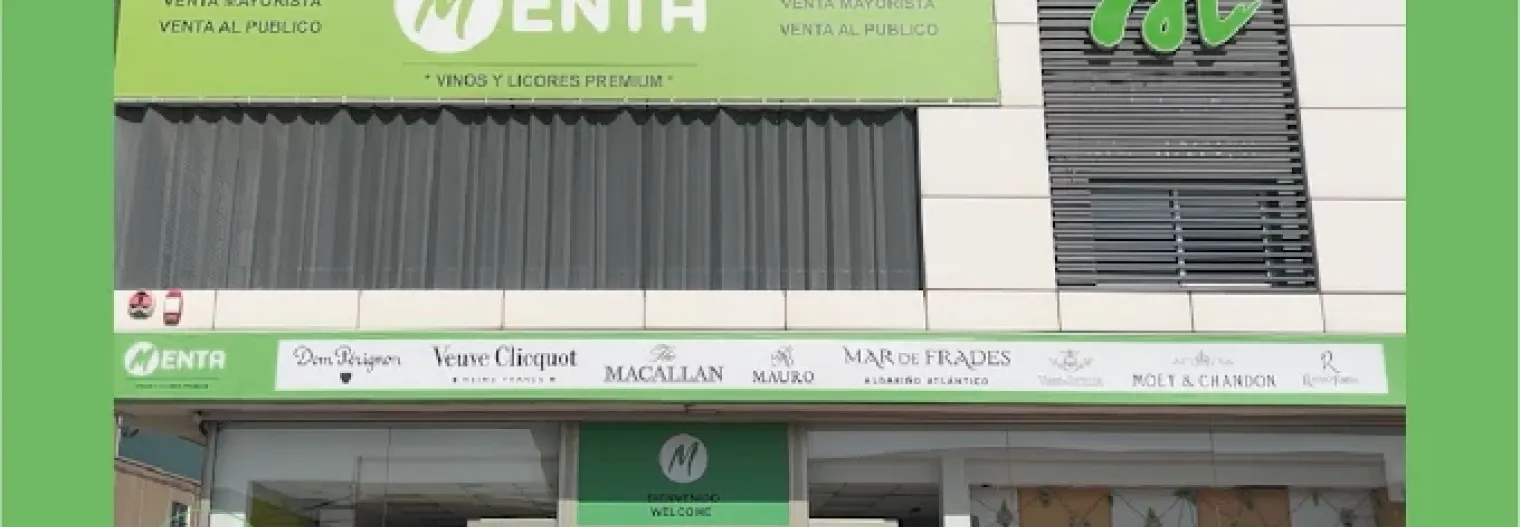 VENTA MAYORISTA
VENTA AL PUBLICO
MENTA
" VINOS Y LICORES PREMIUM "
VENTA MAYORISTA
VENTA AL PUBLICO
M
MENTA
Dom Pérignon
Veuve Clicquot
The
MACALLAN
R
MAURO
MAR DE FRADES
ALBARIÑO ATLÁNTICO
MOËT & CHANDON
R
M
BIENVENIDO
WELCOME